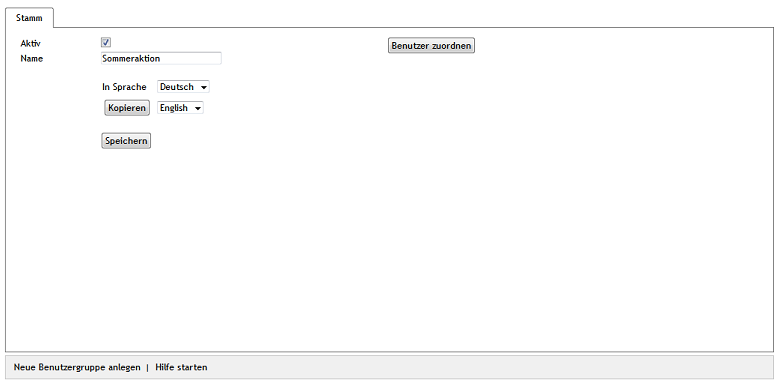 Stamm
Aktiv
Benutzer zuordnen
Name Sommeraktion
In Sprache Deutsch
Kopieren English
Speichern
Neue Benutzergruppe anlegen | Hilfe starten